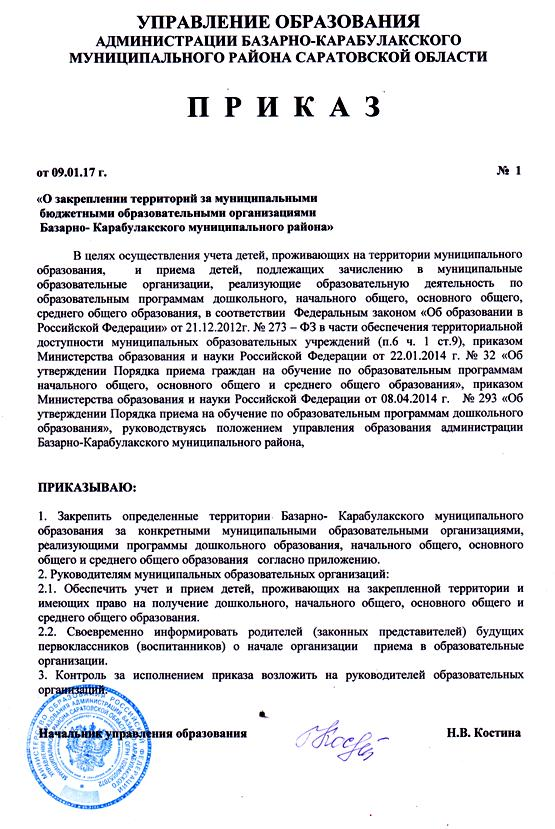 УПРАВЛЕНИЕ ОБРАЗОВАНИЯ
АДМИНИСТРАЦИИ БАЗАРНО-КАРАБУЛАКСКОГО
МУНИЦИПАЛЬНОГО РАЙОНА САРАТОВСКОЙ ОБЛАСТИ
П Р И К А З
от 09.01.17 г. № 1
«О закреплении территорий за муниципальными
бюджетными образовательными организациями
Базарно- Карабулакского муниципального района»
В целях осуществления учета детей, проживающих на территории муниципального
образования, и приема детей, подлежащих зачислению в муниципальные
образовательные организации, реализующие образовательную деятельность по
образовательным программам дошкольного, начального общего, основного общего,
среднего общего образования, в соответствии Федеральным законом «Об образовании в
Российской Федерации» от 21.12.2012г. № 273 – ФЗ в части обеспечения территориальной
доступности муниципальных образовательных учреждений (п.6 ч. 1 ст.9), приказом
Министерства образования и науки Российской Федерации от 22.01.2014 г. № 32 «Об
утверждении Порядка приема граждан на обучение по образовательным программам
начального общего, основного общего и среднего общего образования», приказом
Министерства образования и науки Российской Федерации от 08.04.2014 г. № 293 «Об
утверждении Порядка приема на обучение по образовательным программам дошкольного
образования», руководствуясь положением управления образования администрации
Базарно-Карабулакского муниципального района,
ПРИКАЗЫВАЮ:
1. Закрепить определенные территории Базарно- Карабулакского муниципального
образования за конкретными муниципальными образовательными организациями,
реализующими программы дошкольного образования, начального общего, основного
общего и среднего общего образования согласно приложению.
2. Руководителям муниципальных образовательных организаций:
2.1. Обеспечить учет и прием детей, проживающих на закрепленной территории и
имеющих право на получение дошкольного, начального общего, основного общего и
среднего общего образования.
2.2. Своевременно информировать родителей (законных представителей) будущих
первоклассников (воспитанников) о начале организации приема в образовательные
организации.
3. Контроль за исполнением приказа возложить на руководителей образовательных
организаций.
Начальник управления образования Н.В. Костина